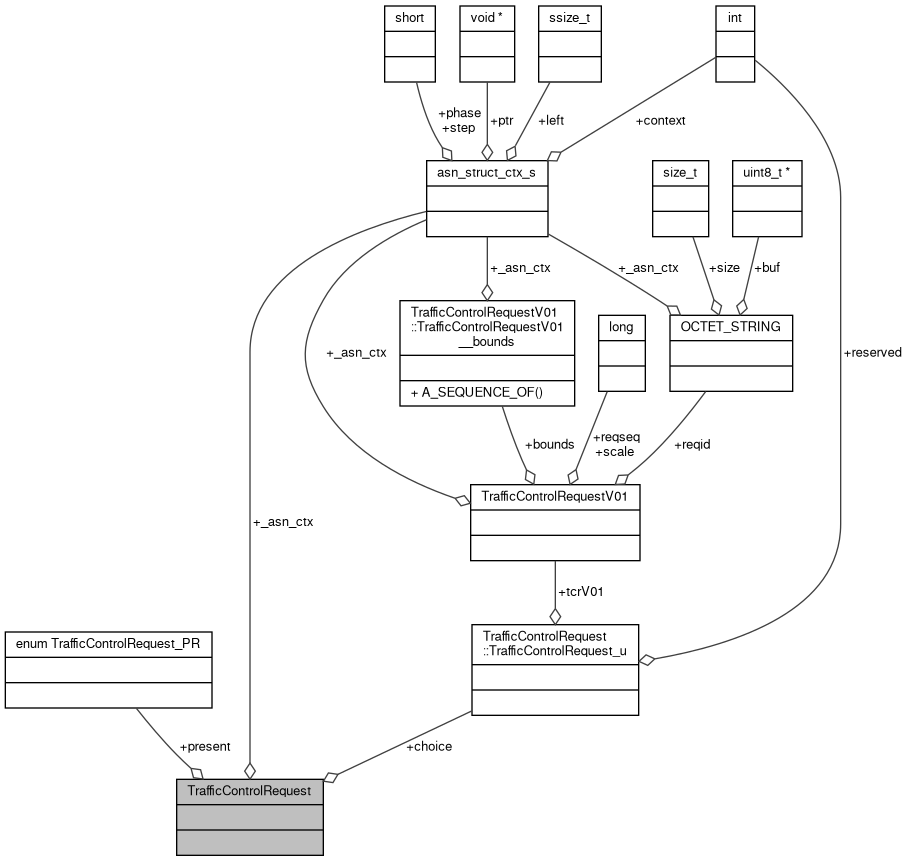 short
void *
ssize_t
int
+phase
+step
+ptr
+left
+context
asn_struct_ctx_s
size_t
uint8_t *
+_asn_ctx
+_asn_ctx
+size
+buf
TrafficControlRequestV01
::TrafficControlRequestV01
__bounds
+ A_SEQUENCE_OF()
long
OCTET_STRING
+_asn_ctx
+reserved
+bounds
+reqseq
+scale
+reqid
TrafficControlRequestV01
+_asn_ctx
+tcrV01
enum TrafficControlRequest_PR
TrafficControlRequest
::TrafficControlRequest_u
+present
+choice
TrafficControlRequest